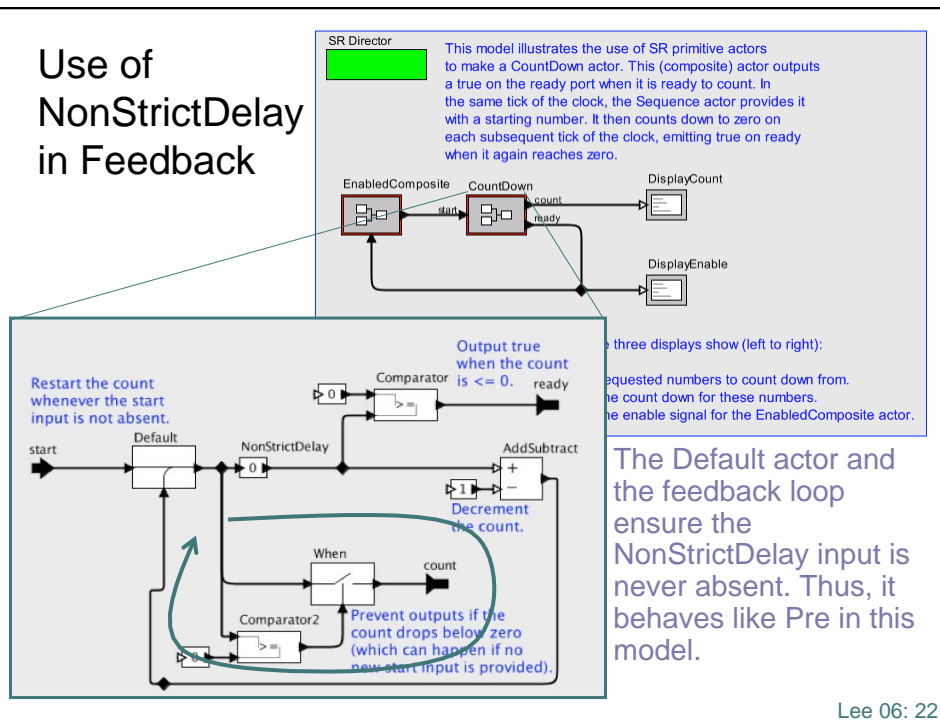 Use of
NonStrictDelay
in Feedback
SR Director
This model illustrates the use of SR primitive actors
to make a CountDown actor. This (composite) actor outputs
a true on the ready port when it is ready to count. In
the same tick of the clock, the Sequence actor provides it
with a starting number. It then counts down to zero on
each subsequent tick of the clock, emitting true on ready
when it again reaches zero.
EnabledComposite
CountDown
DisplayCount
start
count
ready
DisplayEnable
three displays show (left to right):
equested numbers to count down from.
count down for these numbers.
enable signal for the EnabledComposite actor.
Restart the count
whenever the start
input is not absent.
Output true
when the count
is <= 0.
Comparator
ready
0
>=
start
Default
NonStrictDelay
0
AddSubtract
+
−
1
Decrement
the count.
When
count
Comparator2
>=
0
Prevent outputs if the
count drops below zero
(which can happen if no
new start input is provided).
The Default actor and
the feedback loop
ensure the
NonStrictDelay input is
never absent. Thus, it
behaves like Pre in this
model.
Lee 06: 22